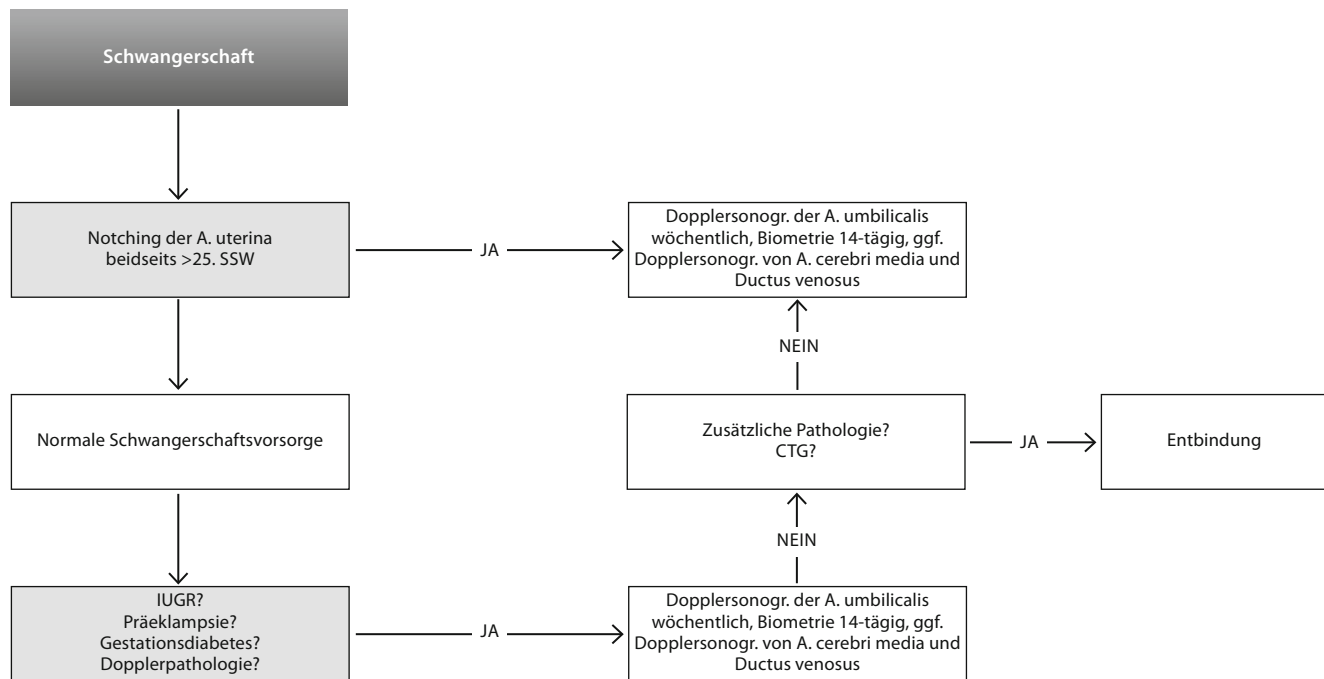 Schwangerschaft
Notching der A. uterina
beidseits >25. SSW
JA
Dopplersonogr. der A. umbilicalis
wöchentlich, Biometrie 14-tägig, ggf.
Dopplersonogr. von A. cerebri media und
Ductus venosus
NEIN
Normale Schwangerschaftsvorsorge
Zusätzliche Pathologie?
CTG?
JA
Entbindung
NEIN
IUGR?
Präeklampsie?
Gestationsdiabetes?
Dopplerpathologie?
JA
Dopplersonogr. der A. umbilicalis
wöchentlich, Biometrie 14-tägig, ggf.
Dopplersonogr. von A. cerebri media und
Ductus venosus